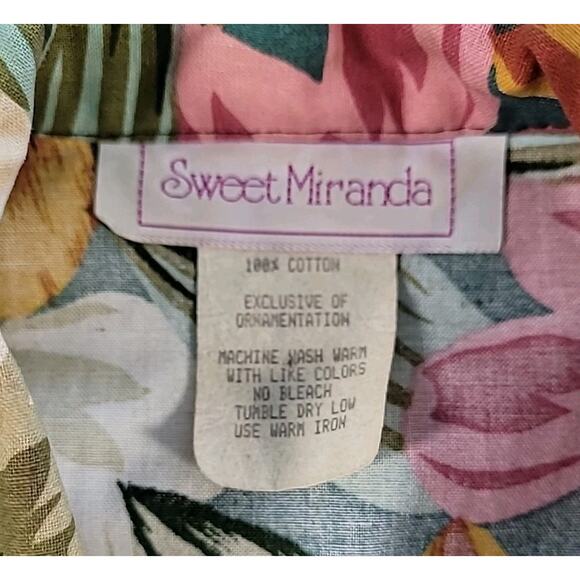 Sweet Miranda
100% COTTON
EXCLUSIVE OF
ORNAMENTATION
MACHINE WASH WARM
WITH LIKE COLORS
NO BLEACH
TUMBLE DRY LOW
USE WARM IRON